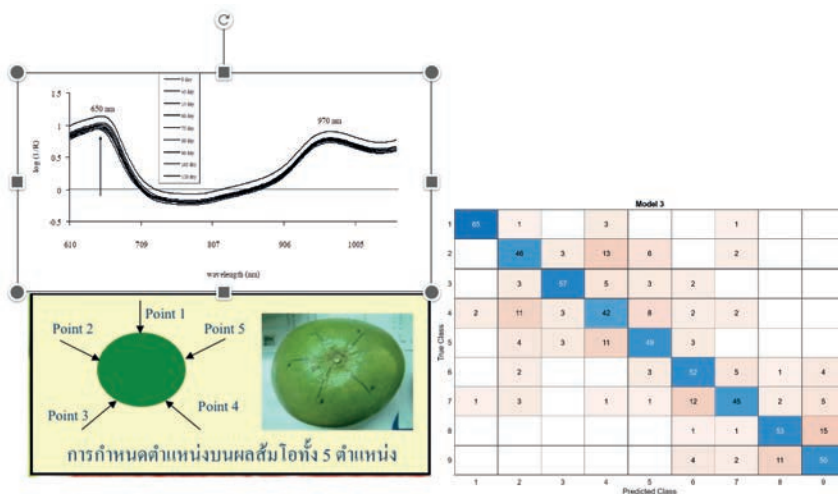 1.5
650 nm
970 nm
1
0.5
0
-0.5
log (1/R)
610 709 807 906 1005
wavelength (nm)
Point 1
Point 2
Point 5
Point 3
Point 4
การกำหนดตำแหน่งบนผลส้มโอทั้ง 5 ตำแหน่ง
Model 3
True Class
1 65 1 3 1
2 46 3 13 6 2
3 3 57 5 3 2
4 2 11 3 42 8 2 2
5 4 3 11 49 3
6 2 3 52 5 1 4
7 1 3 1 1 12 45 2 5
8 1 1 53 15
9 4 2 11 50
1 2 3 4 5 6 7 8 9
Predicted Class